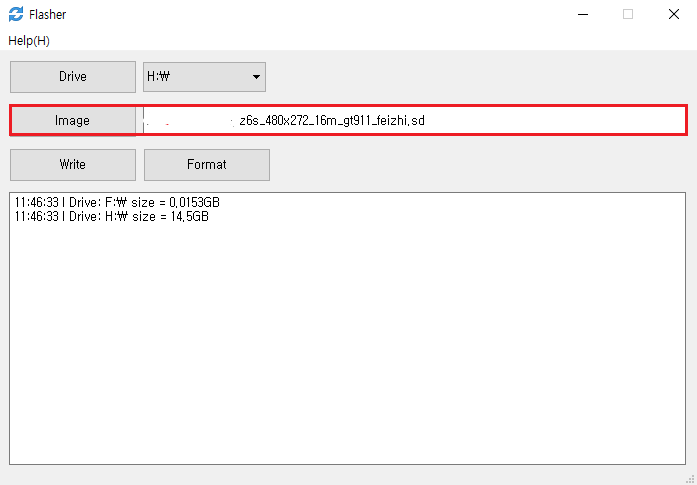 Flasher
Help(H)
Drive H:₩
Image z6s_480x272_16m_gt911_feizhi.sd
Write Format
11:46:33 I Drive: F:₩ size = 0.0153GB
11:46:33 I Drive: H:₩ size = 14.5GB